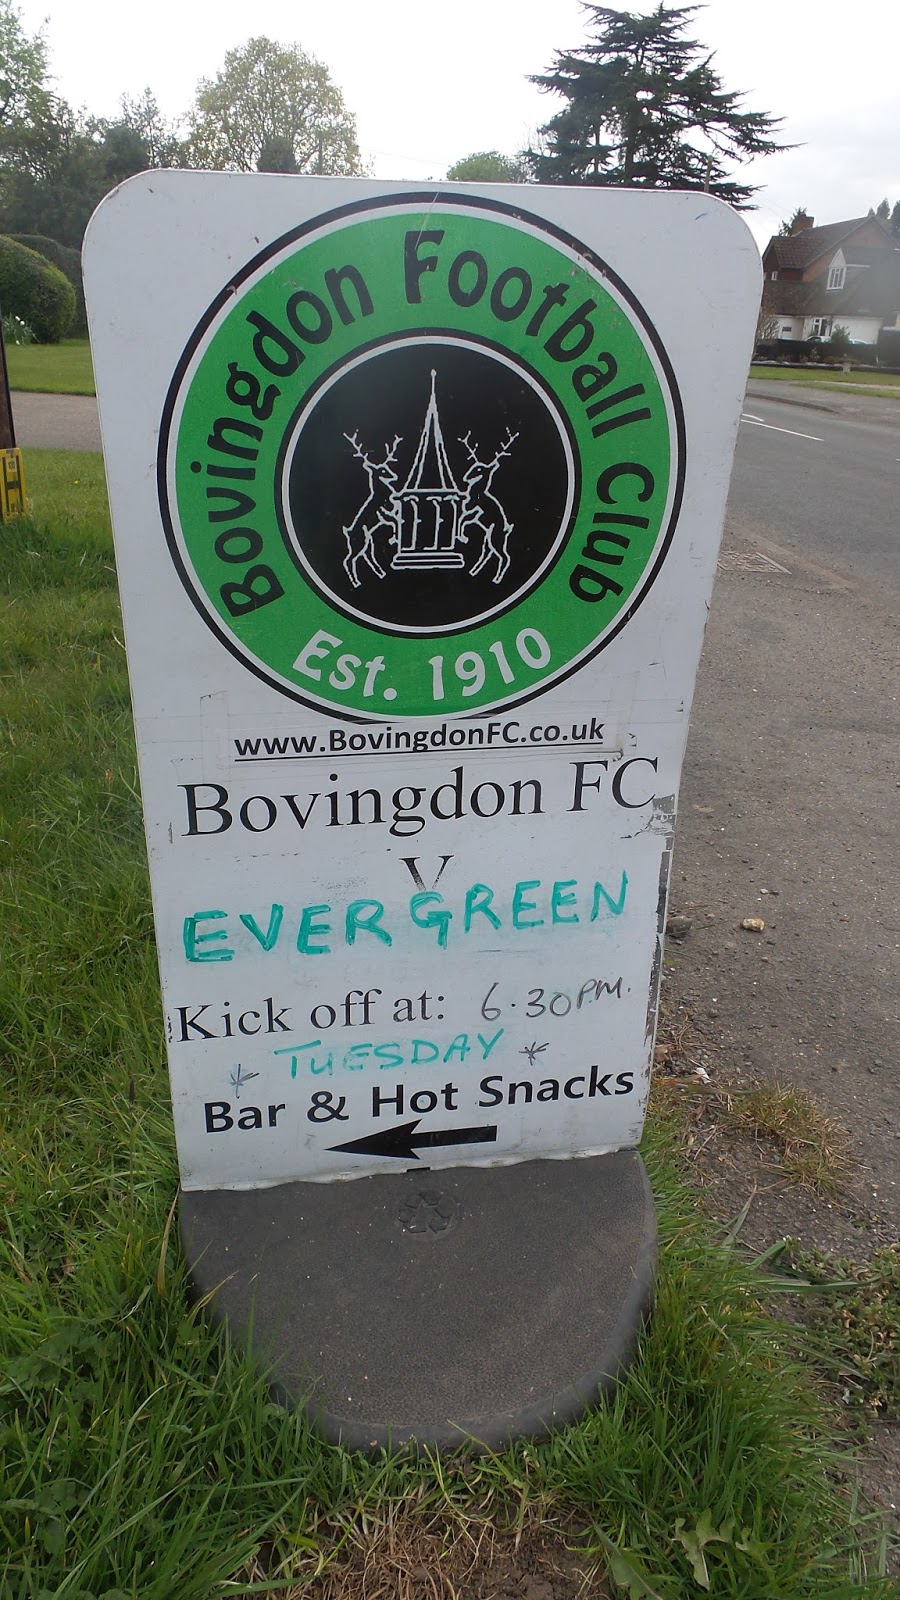 Bovingdon Football Club
Est. 1910
www.BovingdonFC.co.uk
Bovingdon FC
V
EVERGREEN
Kick off at: 6.30PM.
* TUESDAY *
Bar & Hot Snacks